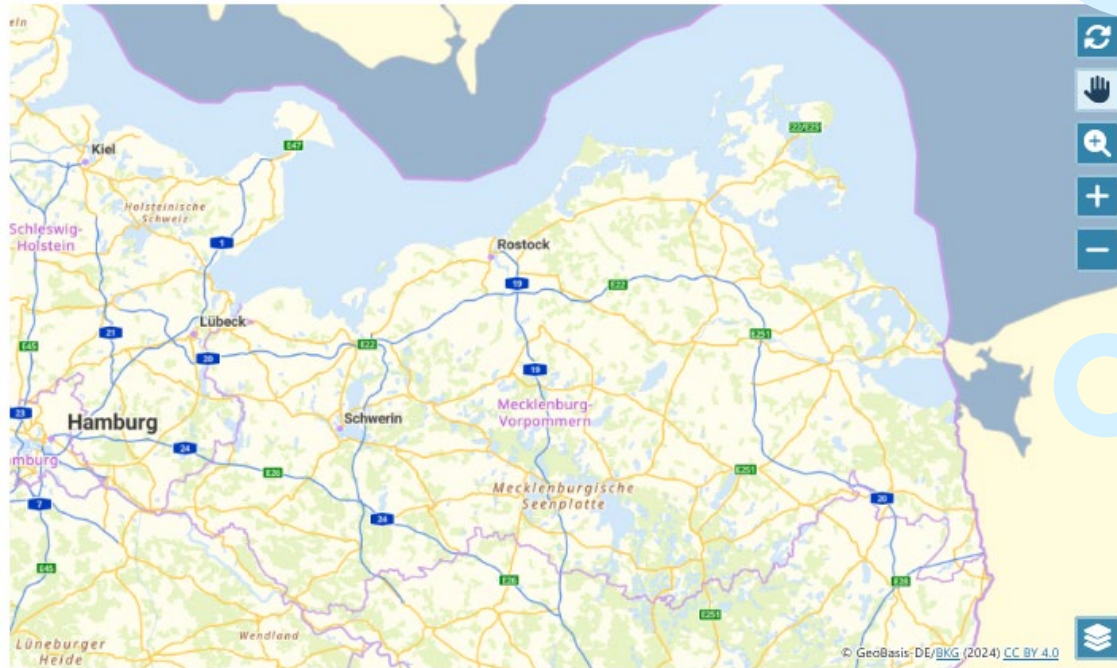 eln
Kiel
E47
22/E251
Holsteinische
Schweiz
Schleswig-
Holstein
1
Rostock
19
E22
21
Lübeck
E251
E45
20
E22
19
23
Hamburg
Schwerin
Mecklenburg-
Vorpommern
24
mburg
E26
E251
Mecklenburgische
Seenplatte
7
24
20
E45
E26
E28
E251
Lüneburger
Heide
Wendland
© GeoBasis-DE/BKG (2024) CC BY 4.0